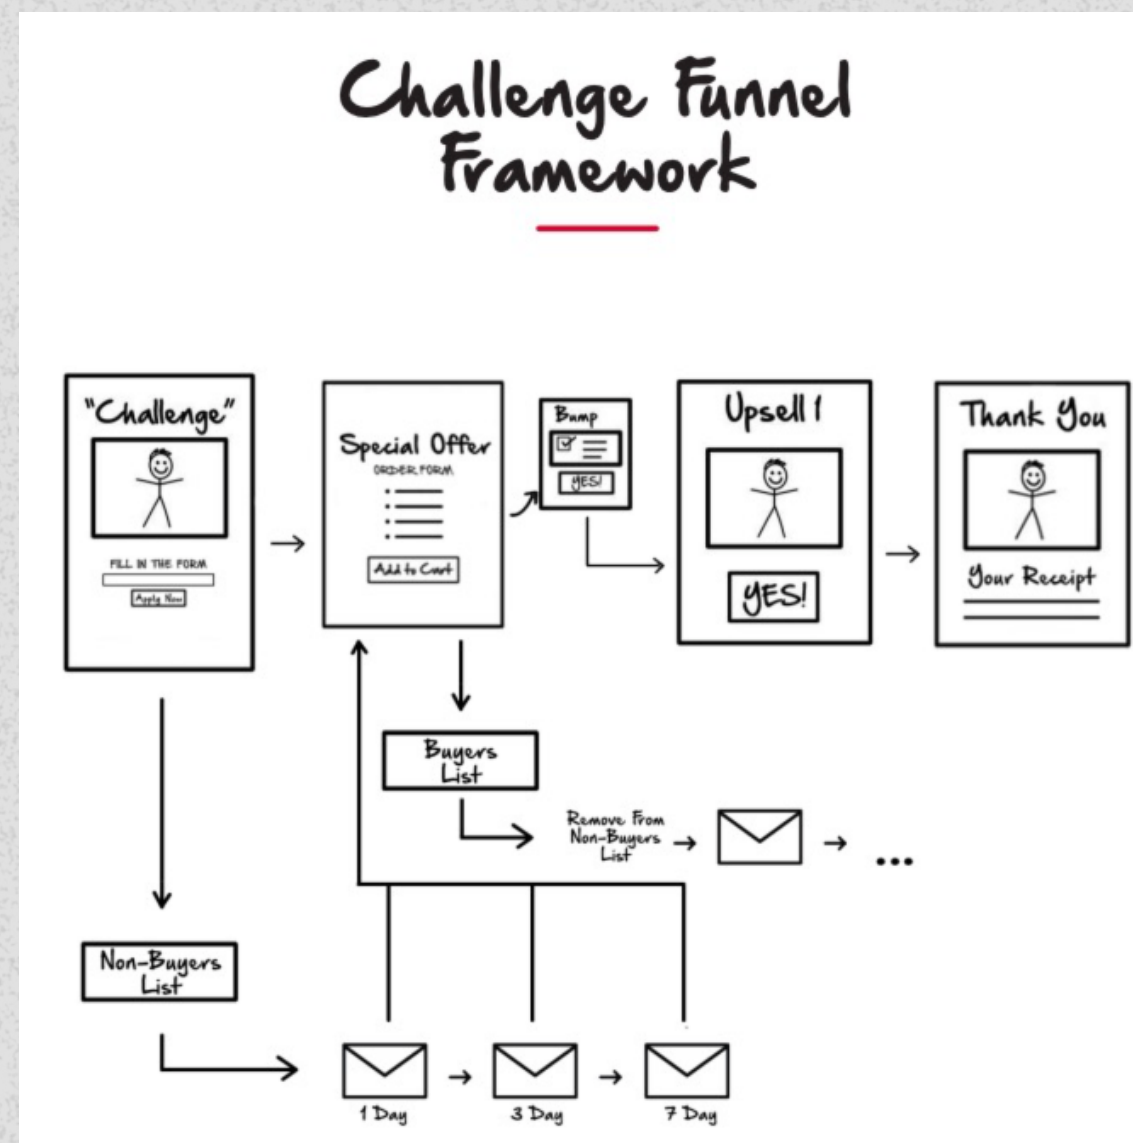 Challenge Funnel
Framework
"Challenge"
FILL IN THE FORM
Apply Now
Special Offer
ORDER FORM
Add to Cart
Bump
YES!
Upsell 1
YES!
Thank You
Your Receipt
Buyers
List
Remove From
Non-Buyers
List
...
Non-Buyers
List
1 Day
3 Day
7 Day